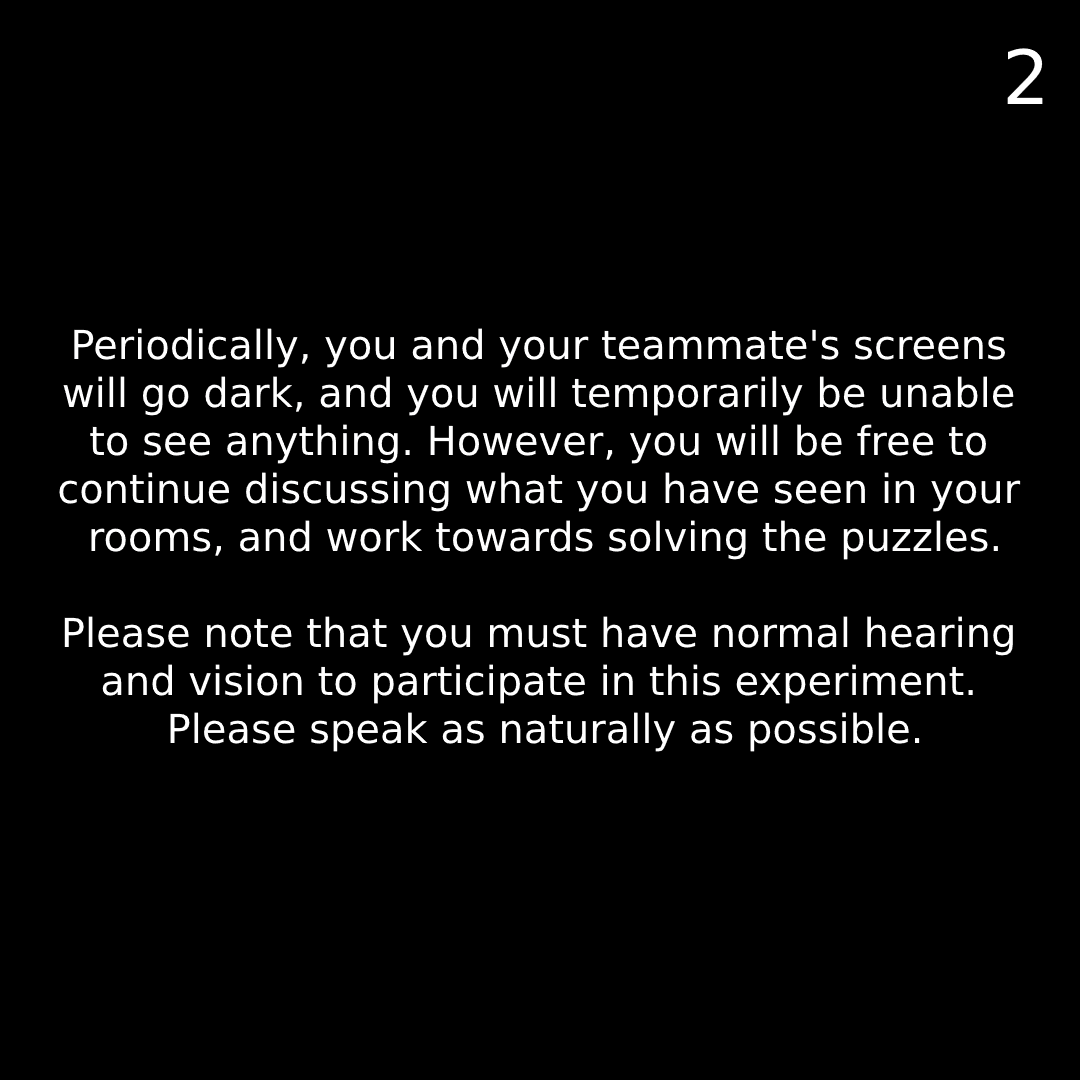 2
Periodically, you and your teammate's screens
will go dark, and you will temporarily be unable
to see anything. However, you will be free to
continue discussing what you have seen in your
rooms, and work towards solving the puzzles.
Please note that you must have normal hearing
and vision to participate in this experiment.
Please speak as naturally as possible.